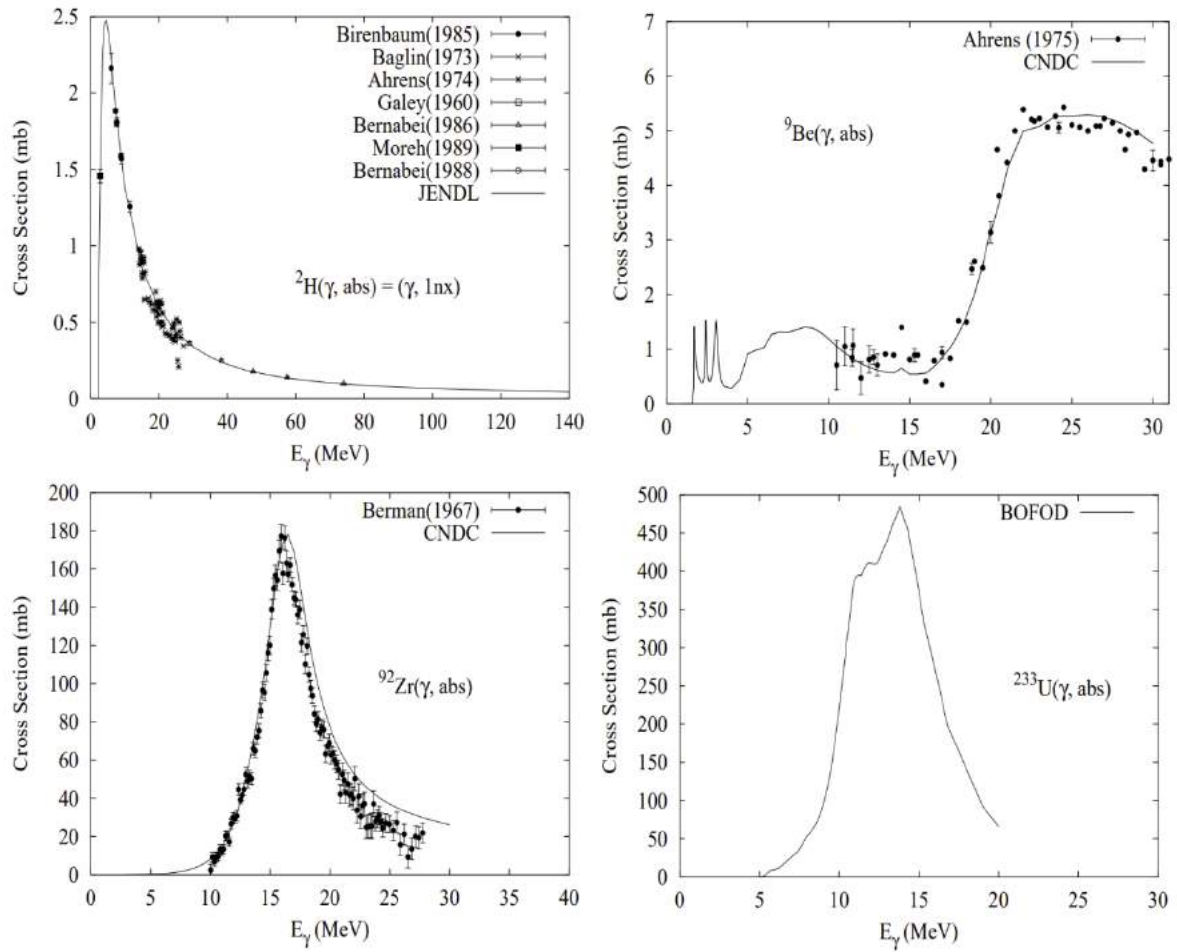 2.5
2
1.5
1
0.5
0
Cross Section (mb)
Birenbaum(1985)
Baglin(1973)
Ahrens(1974)
Galey(1960)
Bernabei(1986)
Moreh(1989)
Bernabei(1988)
JENDL
²H(γ, abs) = (γ, 1nx)
0 20 40 60 80 100 120 140
E_γ (MeV)
7
6
5
4
3
2
1
0
Cross Section (mb)
Ahrens (1975)
CNDC
⁹Be(γ, abs)
0 5 10 15 20 25 30
E_γ (MeV)
200
180
160
140
120
100
80
60
40
20
0
Cross Section (mb)
Berman(1967)
CNDC
⁹²Zr(γ, abs)
0 5 10 15 20 25 30 35 40
E_γ (MeV)
500
450
400
350
300
250
200
150
100
50
0
Cross Section (mb)
BOFOD
²³³U(γ, abs)
0 5 10 15 20 25 30
E_γ (MeV)